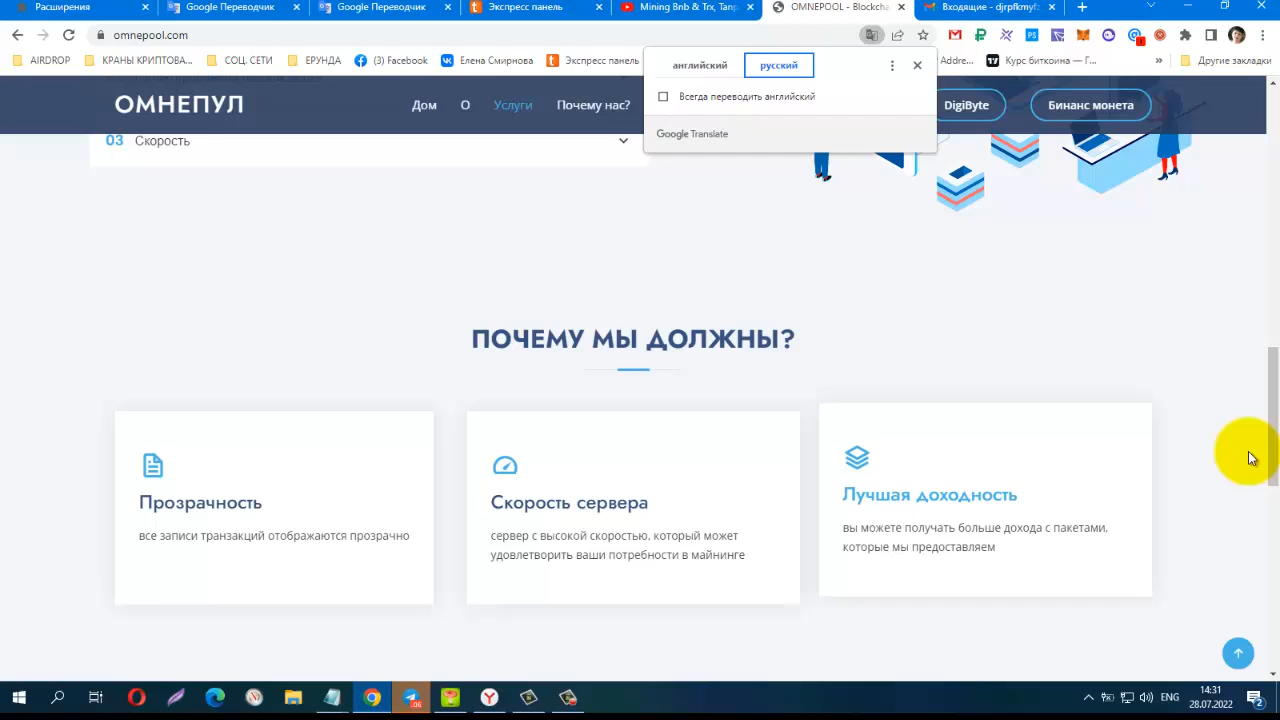 Расширения
Google Переводчик
Google Переводчик
Экспресс панель
Mining Bnb & Trx, Tanp
OMNEPOOL - Blockcha
Входящие - djrpfkmyf
omnepool.com
AIRDROP
КРАНЫ КРИПТОВА...
СОЦ. СЕТИ
ЕРУНДА
(3) Facebook
Елена Смирнова
Экспресс панель
Addre...
Курс биткоина — Г...
»
Другие закладки
английский
русский
Всегда переводить английский
Google Translate
ОМНЕПУЛ
Дом
О
Услуги
Почему нас?
DigiByte
Бинанс монета
03 Скорость
ПОЧЕМУ МЫ ДОЛЖНЫ?
Прозрачность
все записи транзакций отображаются прозрачно
Скорость сервера
сервер с высокой скоростью, который может
удовлетворить ваши потребности в майнинге
Лучшая доходность
вы можете получать больше дохода с пакетами,
которые мы предоставляем
ENG
14:31
28.07.2022
2